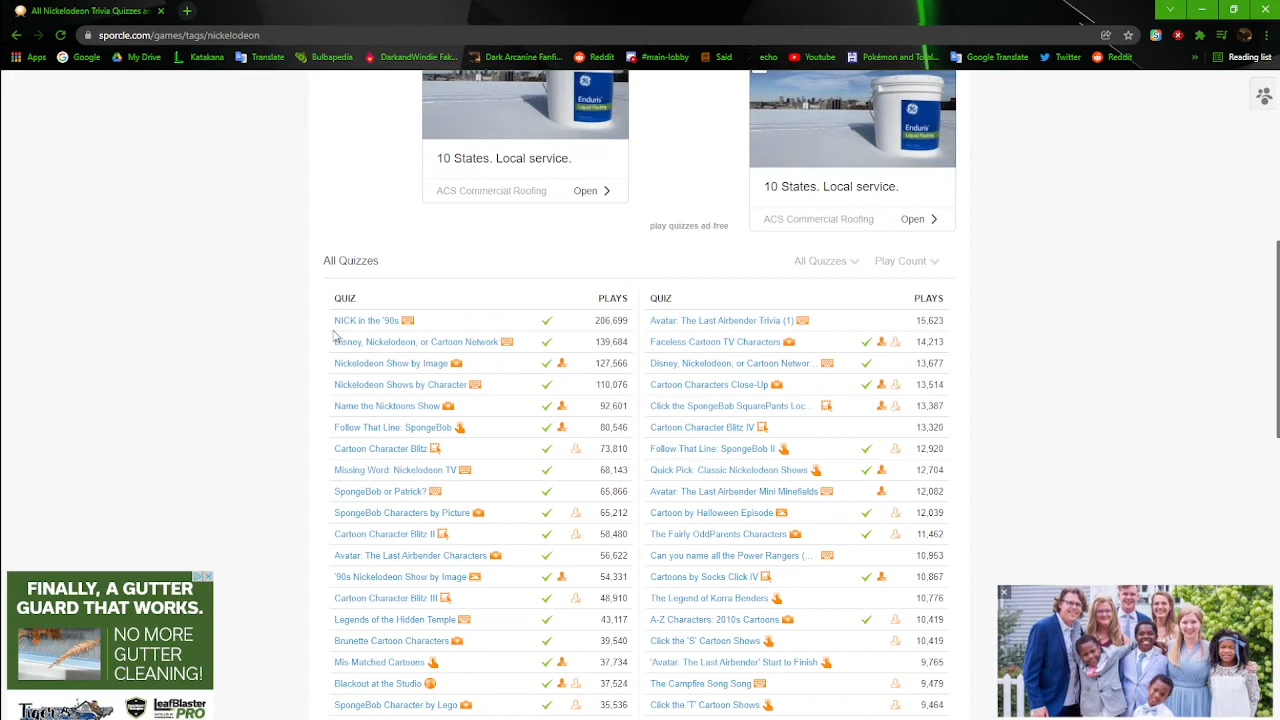 All Nickelodeon Trivia Quizzes an
sporcle.com/games/tags/nickelodeon
Apps Google My Drive Katakana Translate Bulbapedia DarkandWindie Fak... Dark Arcanine Fanfi... Reddit #main-lobby Said echo Youtube Pokémon and Total... Google Translate Twitter Reddit » Reading list
GE
Enduris
Liquid Roofing
10 States. Local service.
ACS Commercial Roofing Open
GE
Enduris
Liquid Roofing
10 States. Local service.
ACS Commercial Roofing Open
play quizzes ad free
All Quizzes All Quizzes Play Count
QUIZ PLAYS
NICK in the '90s 206,699
Disney, Nickelodeon, or Cartoon Network 139,684
Nickelodeon Show by Image 127,566
Nickelodeon Shows by Character 110,076
Name the Nicktoons Show 92,601
Follow That Line: SpongeBob 80,546
Cartoon Character Blitz 73,810
Missing Word: Nickelodeon TV 68,143
SpongeBob or Patrick? 65,866
SpongeBob Characters by Picture 65,212
Cartoon Character Blitz II 58,480
Avatar: The Last Airbender Characters 56,622
'90s Nickelodeon Show by Image 54,331
Cartoon Character Blitz III 48,910
Legends of the Hidden Temple 43,117
Brunette Cartoon Characters 39,540
Mis-Matched Cartoons 37,734
Blackout at the Studio 37,524
SpongeBob Character by Lego 35,536
QUIZ PLAYS
Avatar: The Last Airbender Trivia (1) 15,623
Faceless Cartoon TV Characters 14,213
Disney, Nickelodeon, or Cartoon Networ... 13,677
Cartoon Characters Close-Up 13,514
Click the SpongeBob SquarePants Loc... 13,387
Cartoon Character Blitz IV 13,320
Follow That Line: SpongeBob II 12,920
Quick Pick: Classic Nickelodeon Shows 12,704
Avatar: The Last Airbender Mini Minefields 12,082
Cartoon by Halloween Episode 12,039
The Fairly OddParents Characters 11,462
Can you name all the Power Rangers (... 10,953
Cartoons by Socks Click IV 10,867
The Legend of Korra Benders 10,776
A-Z Characters: 2010s Cartoons 10,419
Click the 'S' Cartoon Shows 10,419
'Avatar: The Last Airbender' Start to Finish 9,765
The Campfire Song Song 9,479
Click the 'T' Cartoon Shows 9,464
FINALLY, A GUTTER
GUARD THAT WORKS.
NO MORE
GUTTER
CLEANING!
Tigers
LeafBlaster
PRO